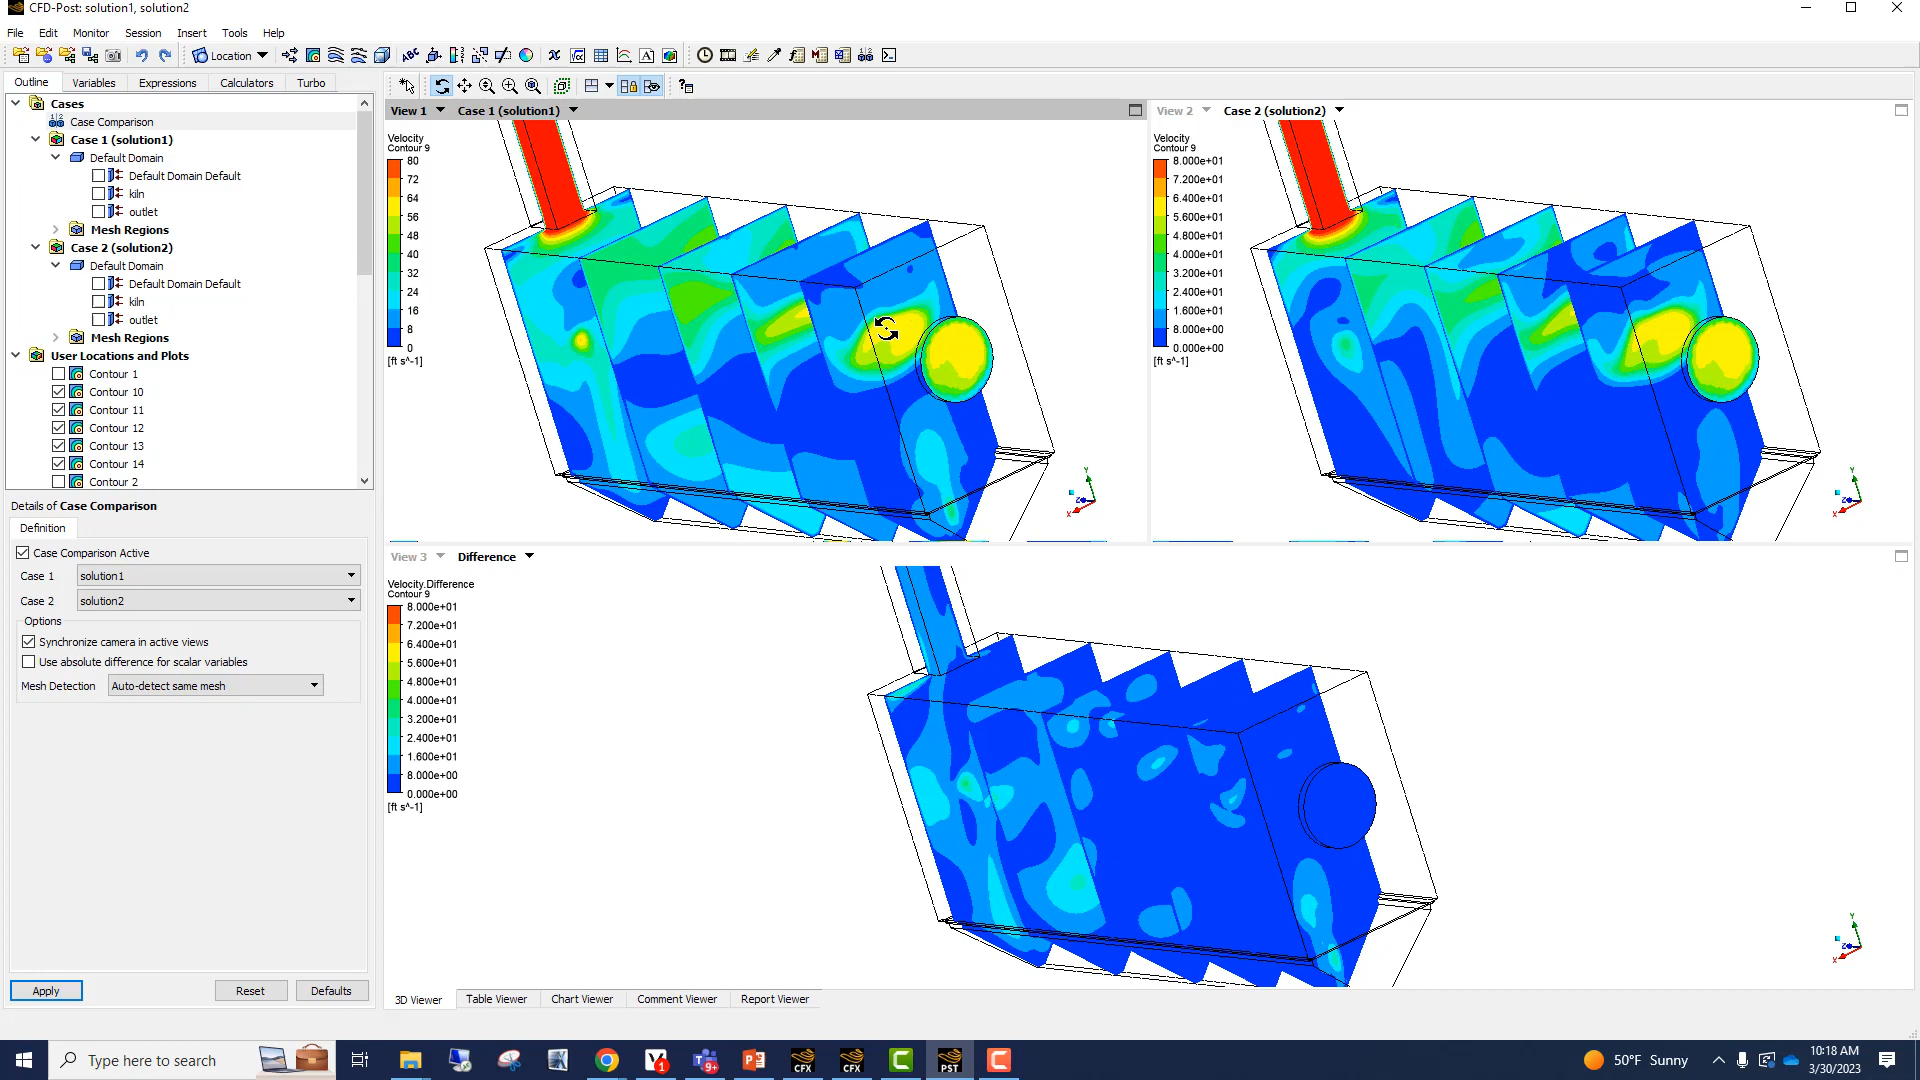 CFD-Post: solution1, solution2
File Edit Monitor Session Insert Tools Help
Location
Outline Variables Expressions Calculators Turbo
Cases
Case Comparison
Case 1 (solution1)
Default Domain
Default Domain Default
kiln
outlet
Mesh Regions
Case 2 (solution2)
Default Domain
Default Domain Default
kiln
outlet
Mesh Regions
User Locations and Plots
Contour 1
Contour 10
Contour 11
Contour 12
Contour 13
Contour 14
Contour 2
Details of Case Comparison
Definition
Case Comparison Active
Case 1 solution1
Case 2 solution2
Options
Synchronize camera in active views
Use absolute difference for scalar variables
Mesh Detection Auto-detect same mesh
Apply Reset Defaults
View 1 Case 1 (solution1)
Velocity
Contour 9
80
72
64
56
48
40
32
24
16
8
0
[ft s^-1]
Y
Z
X
View 2 Case 2 (solution2)
Velocity
Contour 9
8.000e+01
7.200e+01
6.400e+01
5.600e+01
4.800e+01
4.000e+01
3.200e+01
2.400e+01
1.600e+01
8.000e+00
0.000e+00
[ft s^-1]
Y
Z
X
View 3 Difference
Velocity.Difference
Contour 9
8.000e+01
7.200e+01
6.400e+01
5.600e+01
4.800e+01
4.000e+01
3.200e+01
2.400e+01
1.600e+01
8.000e+00
0.000e+00
[ft s^-1]
Y
Z
X
3D Viewer Table Viewer Chart Viewer Comment Viewer Report Viewer
Type here to search
50°F Sunny
10:18 AM
3/30/2023